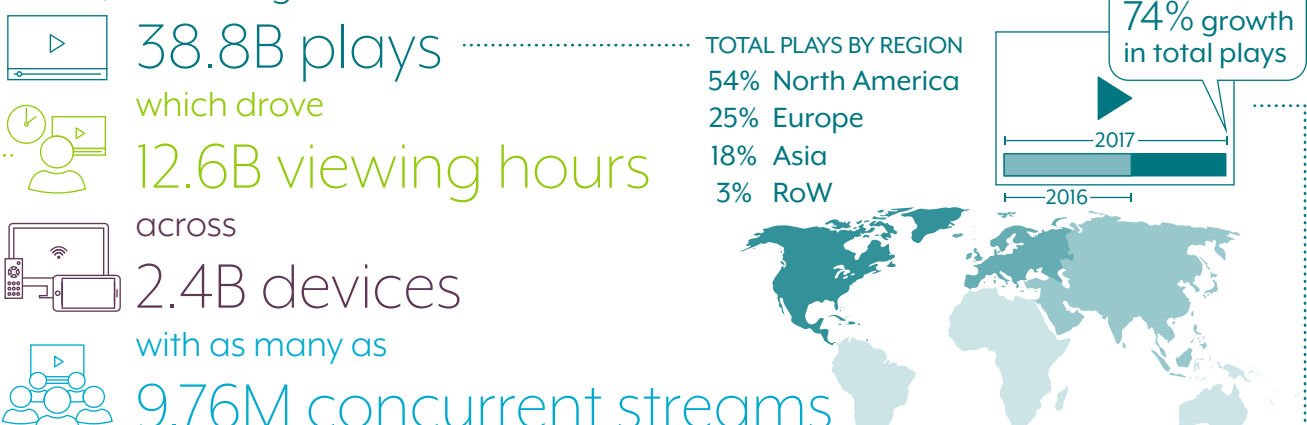 38.8B plays
which drove
12.6B viewing hours
across
2.4B devices
with as many as
9.76M concurrent streams
TOTAL PLAYS BY REGION
54% North America
25% Europe
18% Asia
3% RoW
74% growth
in total plays
2017
2016